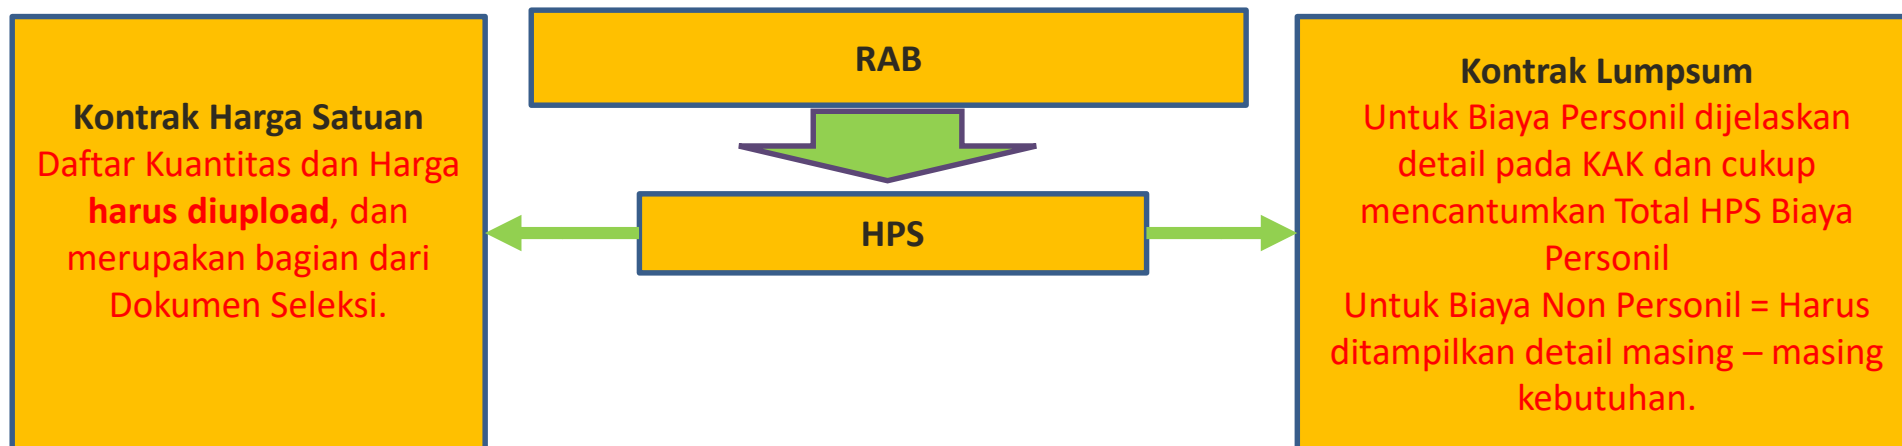 RAB
HPS
Kontrak Harga Satuan
Daftar Kuantitas dan Harga
harus diupload, dan
merupakan bagian dari
Dokumen Seleksi.
Kontrak Lumpsum
Untuk Biaya Personil dijelaskan
detail pada KAK dan cukup
mencantumkan Total HPS Biaya
Personil
Untuk Biaya Non Personil = Harus
ditampilkan detail masing – masing
kebutuhan.